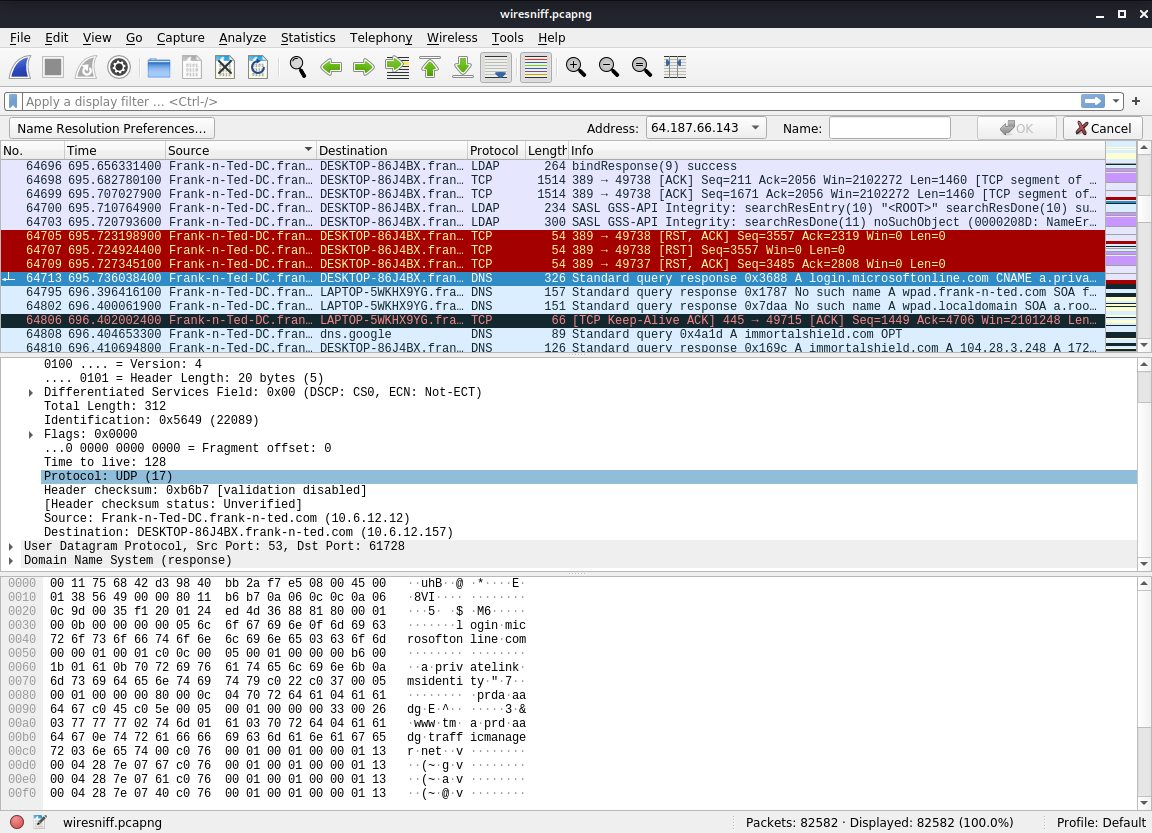 wiresniff.pcapng
File Edit View Go Capture Analyze Statistics Telephony Wireless Tools Help
Apply a display filter ... <Ctrl-/>
Name Resolution Preferences... Address: 64.187.66.143 Name: OK Cancel
No. Time Source Destination Protocol Length Info
64696 695.656331400 Frank-n-Ted-DC.fran… DESKTOP-86J4BX.fran… LDAP 264 bindResponse(9) success
64698 695.682780100 Frank-n-Ted-DC.fran… DESKTOP-86J4BX.fran… TCP 1514 389 → 49738 [ACK] Seq=211 Ack=2056 Win=2102272 Len=1460 [TCP segment of …
64699 695.707027900 Frank-n-Ted-DC.fran… DESKTOP-86J4BX.fran… TCP 1514 389 → 49738 [ACK] Seq=1671 Ack=2056 Win=2102272 Len=1460 [TCP segment of…
64700 695.710764900 Frank-n-Ted-DC.fran… DESKTOP-86J4BX.fran… LDAP 234 SASL GSS-API Integrity: searchResEntry(10) "<ROOT>" searchResDone(10) su…
64703 695.720793600 Frank-n-Ted-DC.fran… DESKTOP-86J4BX.fran… LDAP 300 SASL GSS-API Integrity: searchResDone(11) noSuchObject (0000208D: NameEr…
64705 695.723198900 Frank-n-Ted-DC.fran… DESKTOP-86J4BX.fran… TCP 54 389 → 49738 [RST, ACK] Seq=3557 Ack=2319 Win=0 Len=0
64707 695.724924400 Frank-n-Ted-DC.fran… DESKTOP-86J4BX.fran… TCP 54 389 → 49738 [RST] Seq=3557 Win=0 Len=0
64709 695.727345100 Frank-n-Ted-DC.fran… DESKTOP-86J4BX.fran… TCP 54 389 → 49737 [RST, ACK] Seq=3485 Ack=2808 Win=0 Len=0
64713 695.736038400 Frank-n-Ted-DC.fran… DESKTOP-86J4BX.fran… DNS 326 Standard query response 0x3688 A login.microsoftonline.com CNAME a.priva…
64795 696.396416100 Frank-n-Ted-DC.fran… LAPTOP-5WKHX9YG.fra… DNS 157 Standard query response 0x1787 No such name A wpad.frank-n-ted.com SOA f…
64802 696.400061900 Frank-n-Ted-DC.fran… LAPTOP-5WKHX9YG.fra… DNS 151 Standard query response 0x7daa No such name A wpad.localdomain SOA a.roo…
64806 696.402002400 Frank-n-Ted-DC.fran… LAPTOP-5WKHX9YG.fra… TCP 66 [TCP Keep-Alive ACK] 445 → 49715 [ACK] Seq=1449 Ack=4706 Win=2101248 Len…
64808 696.404653300 Frank-n-Ted-DC.fran… dns.google DNS 89 Standard query 0x4a1d A immortalshield.com OPT
64810 696.410694800 Frank-n-Ted-DC.fran… DESKTOP-86J4BX.fran… DNS 126 Standard query response 0x169c A immortalshield.com A 104.28.3.248 A 172…
0100 .... = Version: 4
.... 0101 = Header Length: 20 bytes (5)
Differentiated Services Field: 0x00 (DSCP: CS0, ECN: Not-ECT)
Total Length: 312
Identification: 0x5649 (22089)
Flags: 0x0000
...0 0000 0000 0000 = Fragment offset: 0
Time to live: 128
Protocol: UDP (17)
Header checksum: 0xb6b7 [validation disabled]
[Header checksum status: Unverified]
Source: Frank-n-Ted-DC.frank-n-ted.com (10.6.12.12)
Destination: DESKTOP-86J4BX.frank-n-ted.com (10.6.12.157)
User Datagram Protocol, Src Port: 53, Dst Port: 61728
Domain Name System (response)
0000 00 11 75 68 42 d3 98 40 bb 2a f7 e5 08 00 45 00 ··uhB··@ ·*····E·
0010 01 38 56 49 00 00 80 11 b6 b7 0a 06 0c 0c 0a 06 ·8VI···· ········
0020 0c 9d 00 35 f1 20 01 24 ed 4d 36 88 81 80 00 01 ···5· ·$ ·M6·····
0030 00 0b 00 00 00 00 05 6c 6f 67 69 6e 0f 6d 69 63 ·······l ogin·mic
0040 72 6f 73 6f 66 74 6f 6e 6c 69 6e 65 03 63 6f 6d rosofton line·com
0050 00 00 01 00 01 c0 0c 00 05 00 01 00 00 00 b6 00 ········ ········
0060 1b 01 61 0b 70 72 69 76 61 74 65 6c 69 6e 6b 0a ··a·priv atelink·
0070 6d 73 69 64 65 6e 74 69 74 79 c0 22 c0 37 00 05 msidenti ty·"·7··
0080 00 01 00 00 00 80 00 0c 04 70 72 64 61 04 61 61 ········ ·prda·aa
0090 64 67 c0 45 c0 5e 00 05 00 01 00 00 00 33 00 26 dg·E·^·· ·····3·&
00a0 03 77 77 77 02 74 6d 01 61 03 70 72 64 04 61 61 ·www·tm· a·prd·aa
00b0 64 67 0e 74 72 61 66 66 69 63 6d 61 6e 61 67 65 dg·traff icmanage
00c0 72 03 6e 65 74 00 c0 76 00 01 00 01 00 00 01 13 r·net··v ········
00d0 00 04 28 7e 07 67 c0 76 00 01 00 01 00 00 01 13 ··(~·g·v ········
00e0 00 04 28 7e 07 61 c0 76 00 01 00 01 00 00 01 13 ··(~·a·v ········
00f0 00 04 28 7e 07 40 c0 76 00 01 00 01 00 00 01 13 ··(~·@·v ········
wiresniff.pcapng Packets: 82582 · Displayed: 82582 (100.0%) Profile: Default